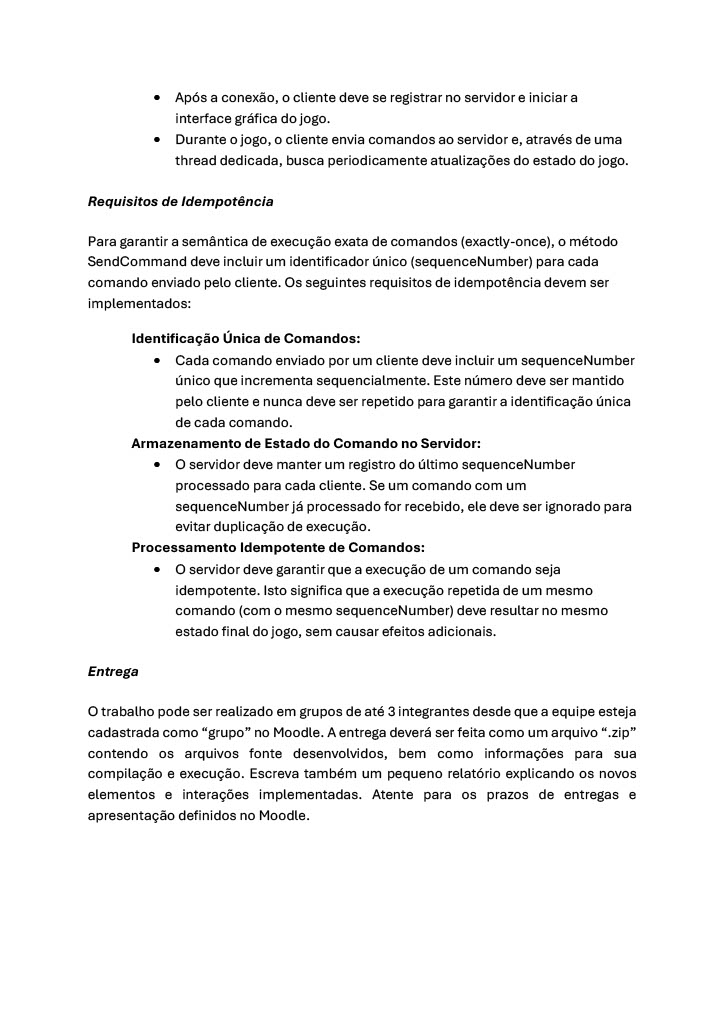 • Após a conexão, o cliente deve se registrar no servidor e iniciar a
interface gráfica do jogo.
• Durante o jogo, o cliente envia comandos ao servidor e, através de uma
thread dedicada, busca periodicamente atualizações do estado do jogo.
Requisitos de Idempotência
Para garantir a semântica de execução exata de comandos (exactly-once), o método
SendCommand deve incluir um identificador único (sequenceNumber) para cada
comando enviado pelo cliente. Os seguintes requisitos de idempotência devem ser
implementados:
Identificação Única de Comandos:
• Cada comando enviado por um cliente deve incluir um sequenceNumber
único que incrementa sequencialmente. Este número deve ser mantido
pelo cliente e nunca deve ser repetido para garantir a identificação única
de cada comando.
Armazenamento de Estado do Comando no Servidor:
• O servidor deve manter um registro do último sequenceNumber
processado para cada cliente. Se um comando com um
sequenceNumber já processado for recebido, ele deve ser ignorado para
evitar duplicação de execução.
Processamento Idempotente de Comandos:
• O servidor deve garantir que a execução de um comando seja
idempotente. Isto significa que a execução repetida de um mesmo
comando (com o mesmo sequenceNumber) deve resultar no mesmo
estado final do jogo, sem causar efeitos adicionais.
Entrega
O trabalho pode ser realizado em grupos de até 3 integrantes desde que a equipe esteja
cadastrada como “grupo” no Moodle. A entrega deverá ser feita como um arquivo “.zip”
contendo os arquivos fonte desenvolvidos, bem como informações para sua
compilação e execução. Escreva também um pequeno relatório explicando os novos
elementos e interações implementadas. Atente para os prazos de entregas e
apresentação definidos no Moodle.